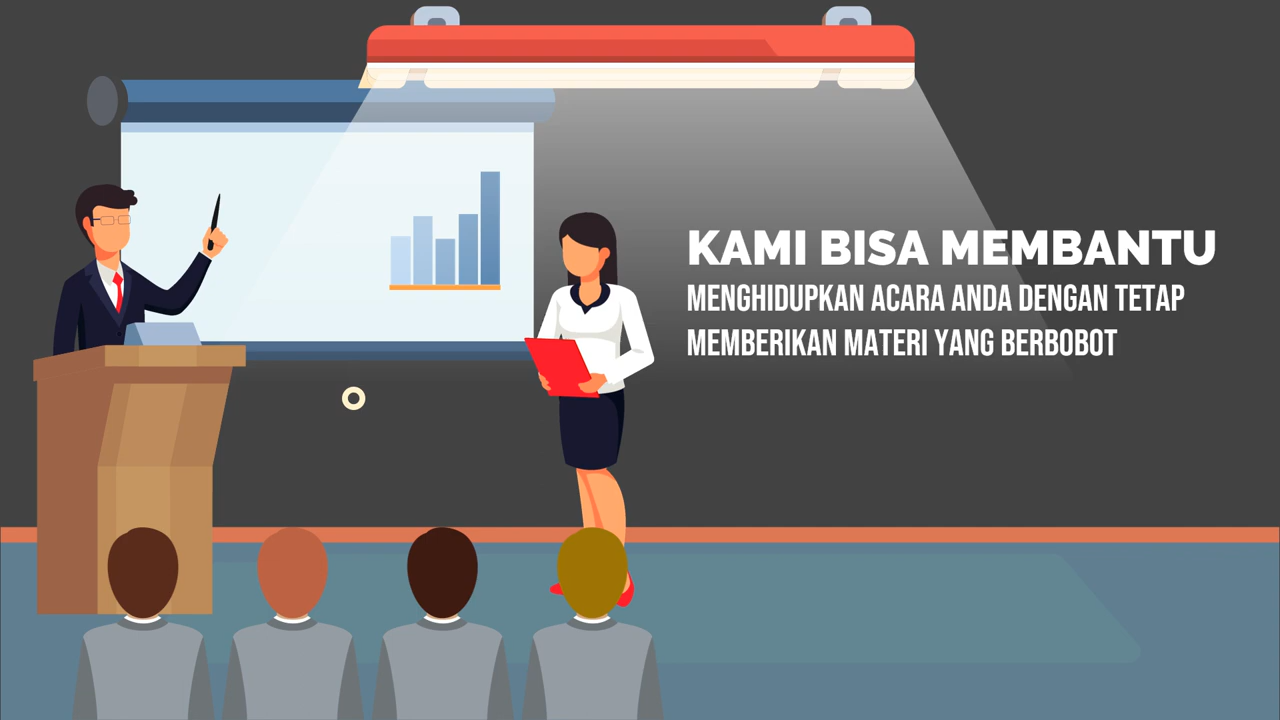 KAMI BISA MEMBANTU
MENGHIDUPKAN ACARA ANDA DENGAN TETAP
MEMBERIKAN MATERI YANG BERBOBOT